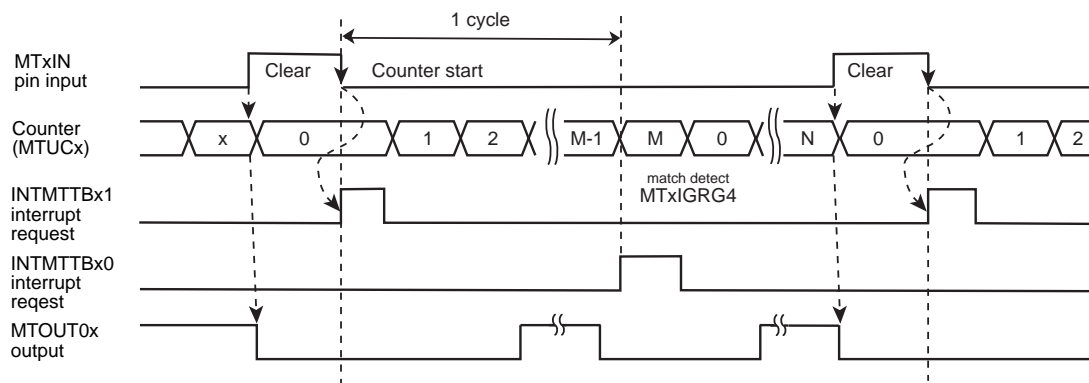 1 cycle
MTxIN
pin input
Clear
Counter start
Clear
Counter
(MTUCx)
x
0
1
2
M-1
M
0
N
0
1
2
match detect
MTxIGRG4
INTMTTBx1
interrupt
request
INTMTTBx0
interrupt
reqest
MTOUT0x
output